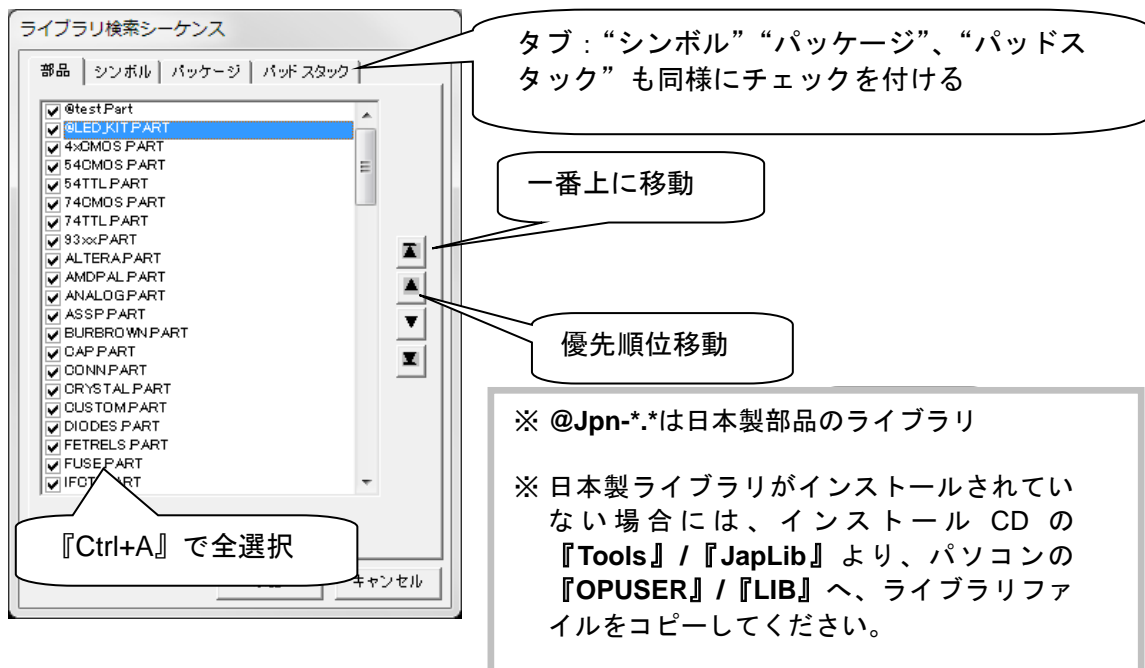 ライブラリ検索シーケンス
部品 シンボル パッケージ パッド スタック
@test.Part
@LED_KIT.PART
4xCMOS.PART
54CMOS.PART
54TTL.PART
74CMOS.PART
74TTL.PART
93xx.PART
ALTERA.PART
AMDPAL.PART
ANALOG.PART
ASSP.PART
BURBROWN.PART
CAP.PART
CONN.PART
CRYSTAL.PART
CUSTOM.PART
DIODES.PART
FETRELS.PART
FUSE.PART
キャンセル
タブ：“シンボル”“パッケージ”、“パッドス
タック”も同様にチェックを付ける
一番上に移動
優先順位移動
『Ctrl+A』で全選択
※ @Jpn-*.*は日本製部品のライブラリ
※ 日本製ライブラリがインストールされてい
ない場合には、インストール CD の
『Tools』/『JapLib』より、パソコンの
『OPUSER』/『LIB』へ、ライブラリファ
イルをコピーしてください。